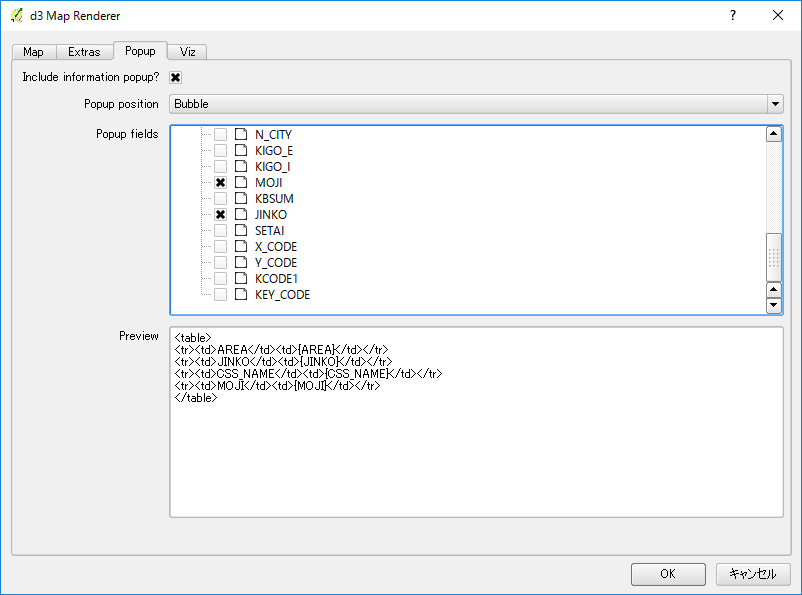 d3 Map Renderer
Map Extras Popup Viz
Include information popup?
Popup position Bubble
Popup fields
N_CITY
KIGO_E
KIGO_I
MOJI
KBSUM
JINKO
SETAI
X_CODE
Y_CODE
KCODE1
KEY_CODE
Preview
<table>
<tr><td>AREA</td><td>{AREA}</td></tr>
<tr><td>JINKO</td><td>{JINKO}</td></tr>
<tr><td>CSS_NAME</td><td>{CSS_NAME}</td></tr>
<tr><td>MOJI</td><td>{MOJI}</td></tr>
</table>
OK キャンセル